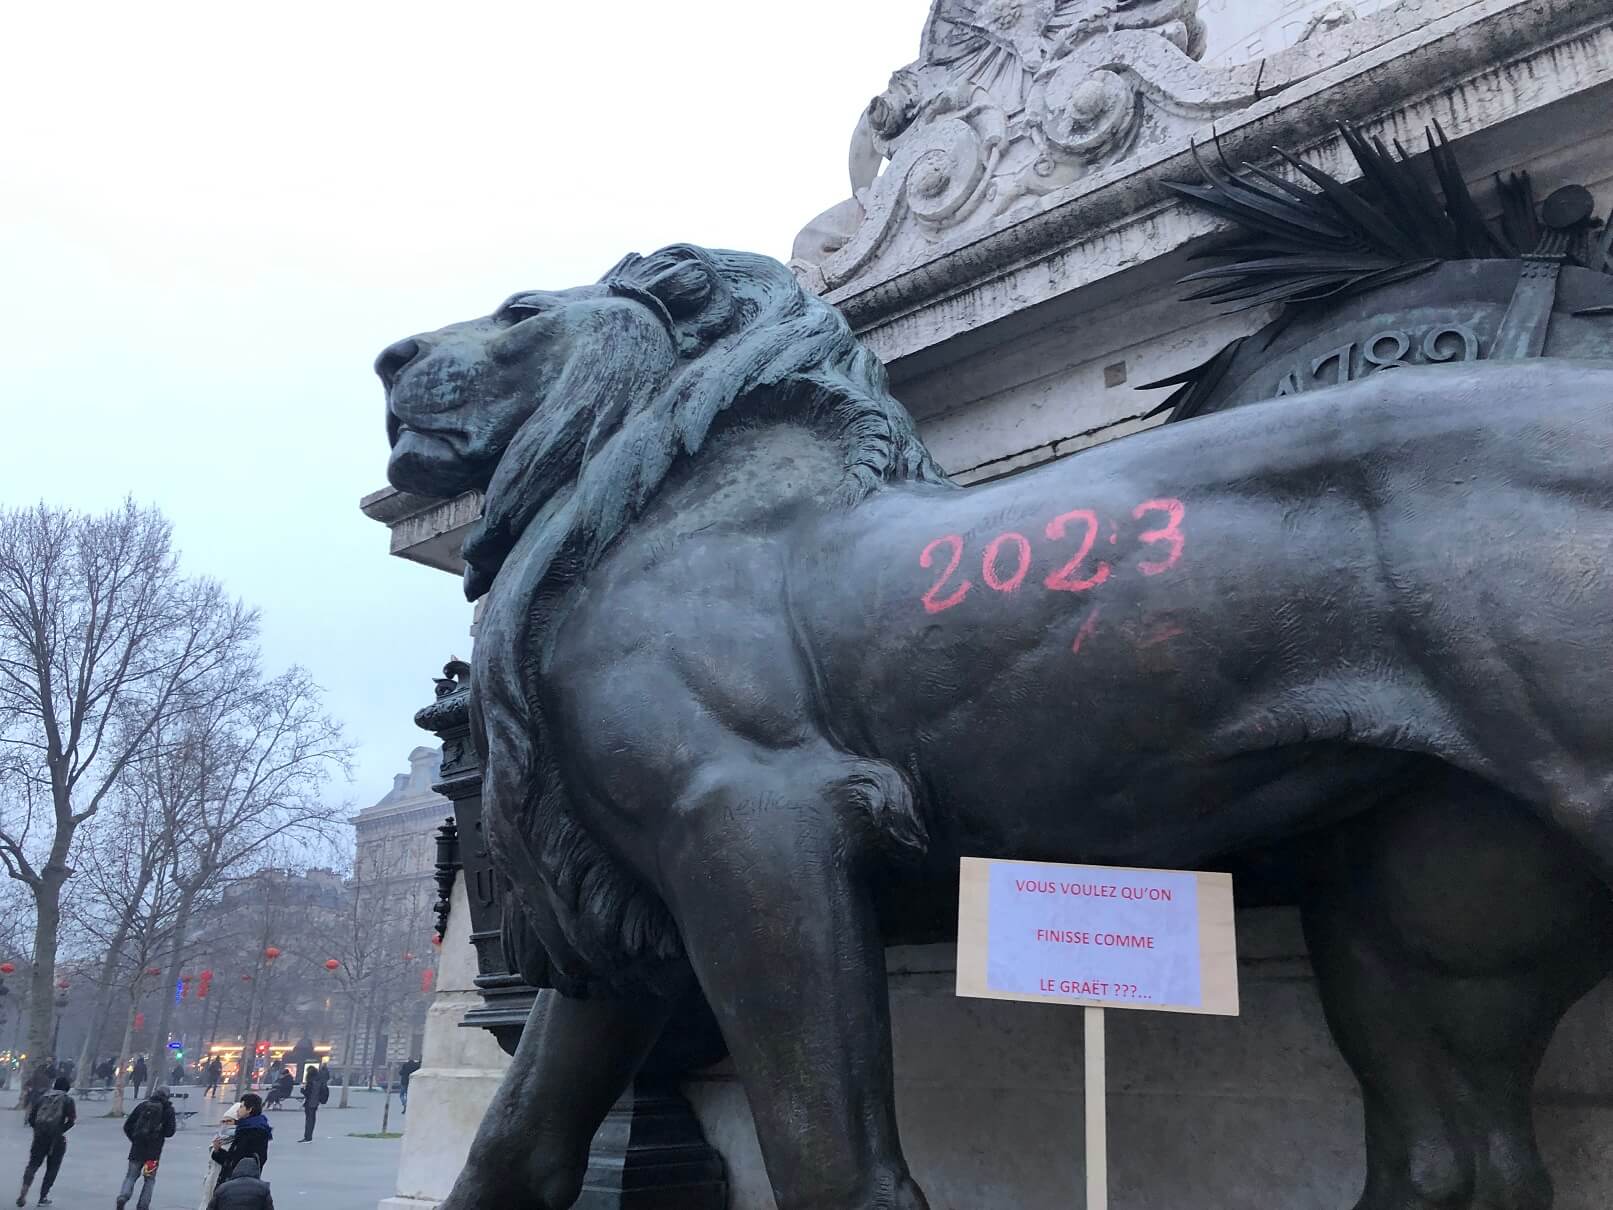 1789
2023
VOUS VOULEZ QU'ON
FINISSE COMME
LE GRAËT ???...